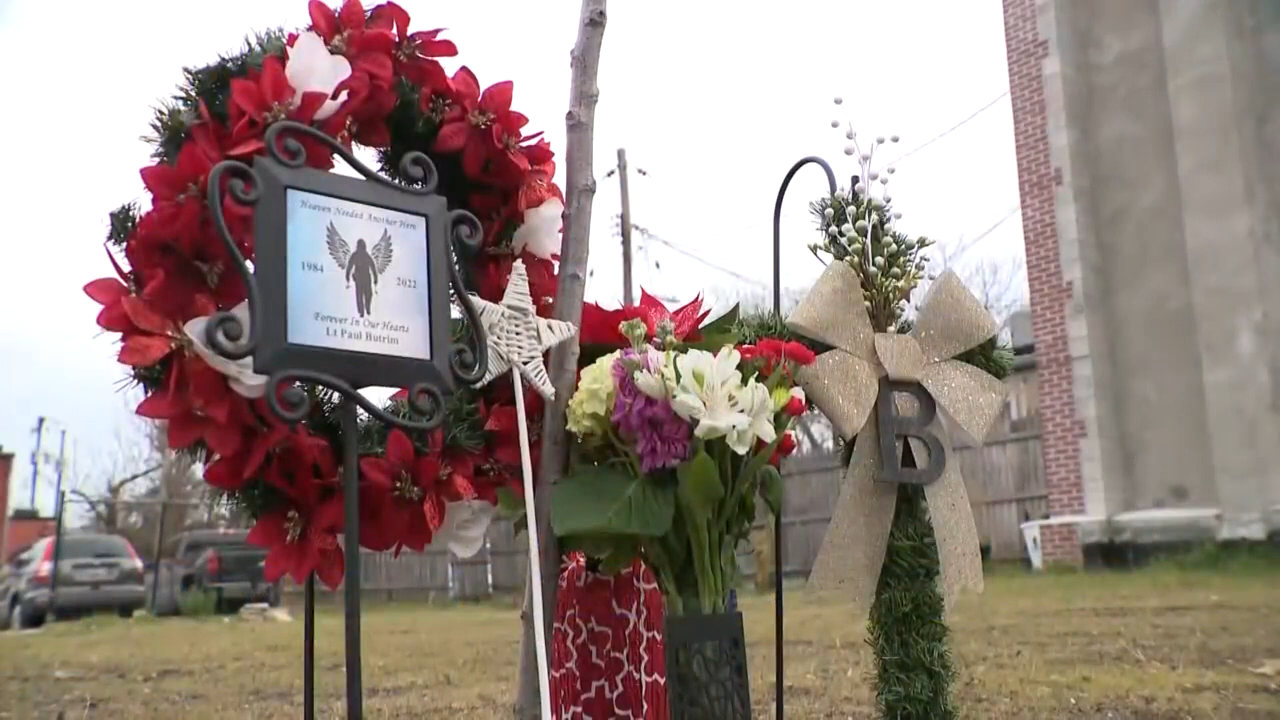 Heaven Needed Another Hero
1984
2022
Forever In Our Hearts
Lt Paul Butrim
B